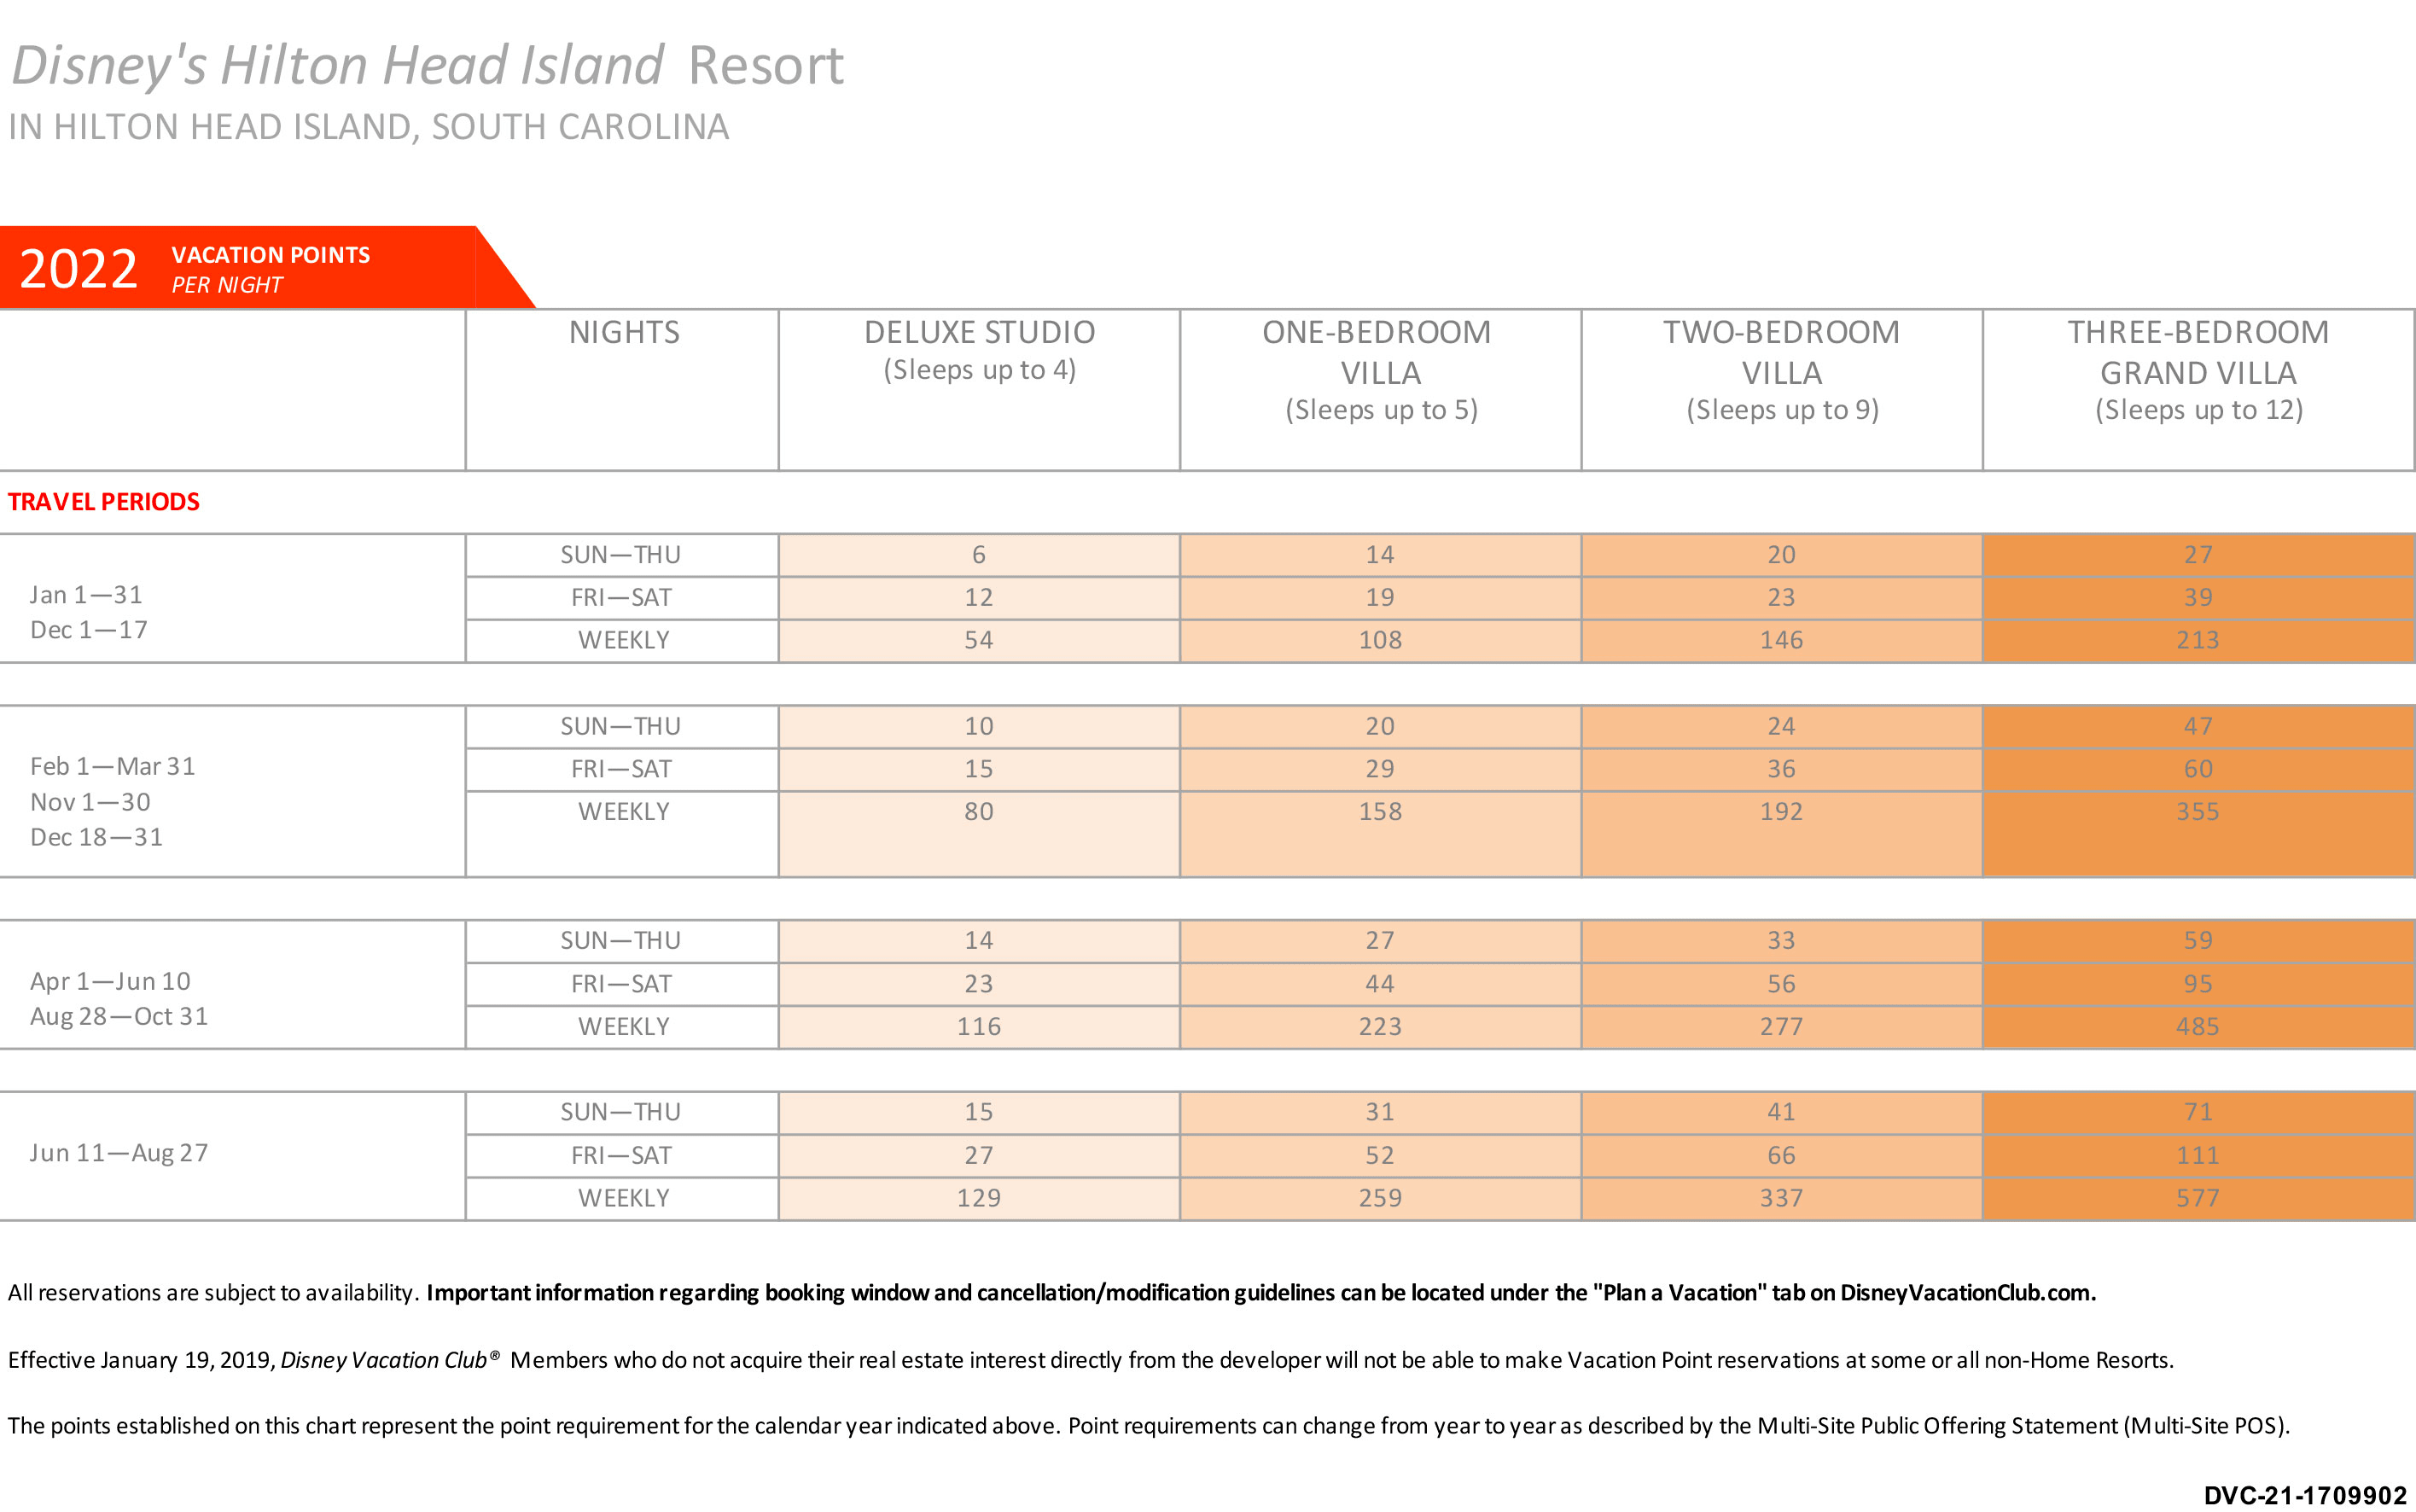 Disney's Hilton Head Island Resort
IN HILTON HEAD ISLAND, SOUTH CAROLINA
2022 VACATION POINTS
PER NIGHT
NIGHTS DELUXE STUDIO ONE-BEDROOM TWO-BEDROOM THREE-BEDROOM
(Sleeps up to 4) VILLA VILLA GRAND VILLA
(Sleeps up to 5) (Sleeps up to 9) (Sleeps up to 12)
TRAVEL PERIODS
Jan 1—31
Dec 1—17
SUN—THU 6 14 20 27
FRI—SAT 12 19 23 39
WEEKLY 54 108 146 213
Feb 1—Mar 31
Nov 1—30
Dec 18—31
SUN—THU 10 20 24 47
FRI—SAT 15 29 36 60
WEEKLY 80 158 192 355
Apr 1—Jun 10
Aug 28—Oct 31
SUN—THU 14 27 33 59
FRI—SAT 23 44 56 95
WEEKLY 116 223 277 485
Jun 11—Aug 27
SUN—THU 15 31 41 71
FRI—SAT 27 52 66 111
WEEKLY 129 259 337 577
All reservations are subject to availability. Important information regarding booking window and cancellation/modification guidelines can be located under the "Plan a Vacation" tab on DisneyVacationClub.com.
Effective January 19, 2019, Disney Vacation Club® Members who do not acquire their real estate interest directly from the developer will not be able to make Vacation Point reservations at some or all non-Home Resorts.
The points established on this chart represent the point requirement for the calendar year indicated above. Point requirements can change from year to year as described by the Multi-Site Public Offering Statement (Multi-Site POS).
DVC-21-1709902